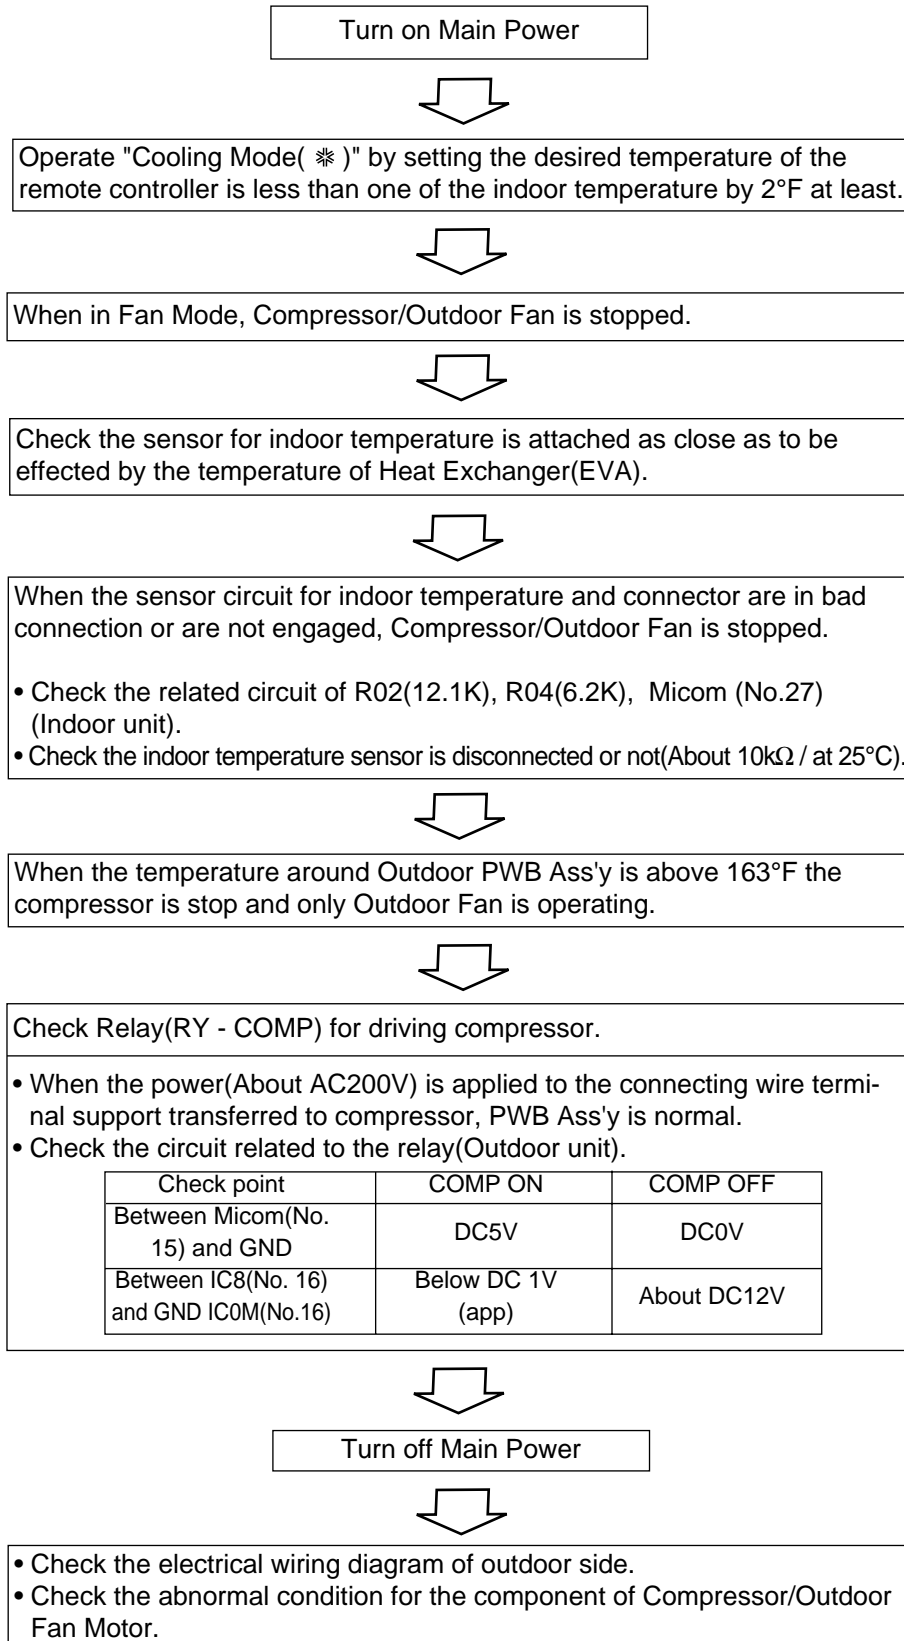 Turn on Main Power
Operate "Cooling Mode( ❄ )" by setting the desired temperature of the
remote controller is less than one of the indoor temperature by 2°F at least.
When in Fan Mode, Compressor/Outdoor Fan is stopped.
Check the sensor for indoor temperature is attached as close as to be
effected by the temperature of Heat Exchanger(EVA).
When the sensor circuit for indoor temperature and connector are in bad
connection or are not engaged, Compressor/Outdoor Fan is stopped.
• Check the related circuit of R02(12.1K), R04(6.2K), Micom (No.27)
(Indoor unit).
• Check the indoor temperature sensor is disconnected or not(About 10kΩ / at 25°C).
When the temperature around Outdoor PWB Ass'y is above 163°F the
compressor is stop and only Outdoor Fan is operating.
Check Relay(RY - COMP) for driving compressor.
• When the power(About AC200V) is applied to the connecting wire termi-
nal support transferred to compressor, PWB Ass'y is normal.
• Check the circuit related to the relay(Outdoor unit).
Check point COMP ON COMP OFF
Between Micom(No.
15) and GND DC5V DC0V
Between IC8(No. 16) Below DC 1V
and GND IC0M(No.16) (app) About DC12V
Turn off Main Power
• Check the electrical wiring diagram of outdoor side.
• Check the abnormal condition for the component of Compressor/Outdoor
Fan Motor.